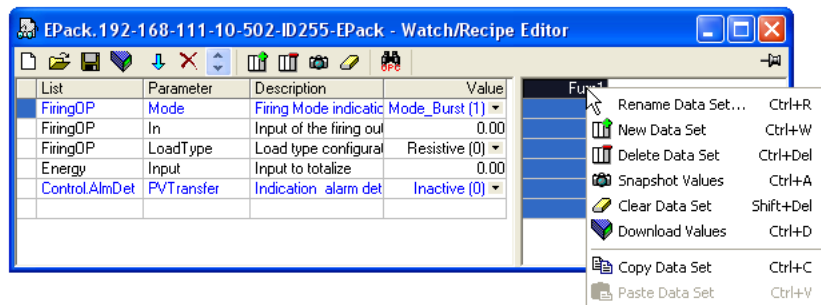 EPack.192-168-111-10-502-ID255-EPack - Watch/Recipe Editor
OPC
List Parameter Description Value
FiringOP Mode Firing Mode indicatic Mode_Burst (1)
FiringOP In Input of the firing out 0.00
FiringOP LoadType Load type configurat Resistive (0)
Energy Input Input to totalize 0.00
Control.AlmDet PVTransfer Indication alarm det Inactive (0)
Rename Data Set... Ctrl+R
New Data Set Ctrl+W
Delete Data Set Ctrl+Del
Snapshot Values Ctrl+A
Clear Data Set Shift+Del
Download Values Ctrl+D
Copy Data Set Ctrl+C
Paste Data Set Ctrl+V